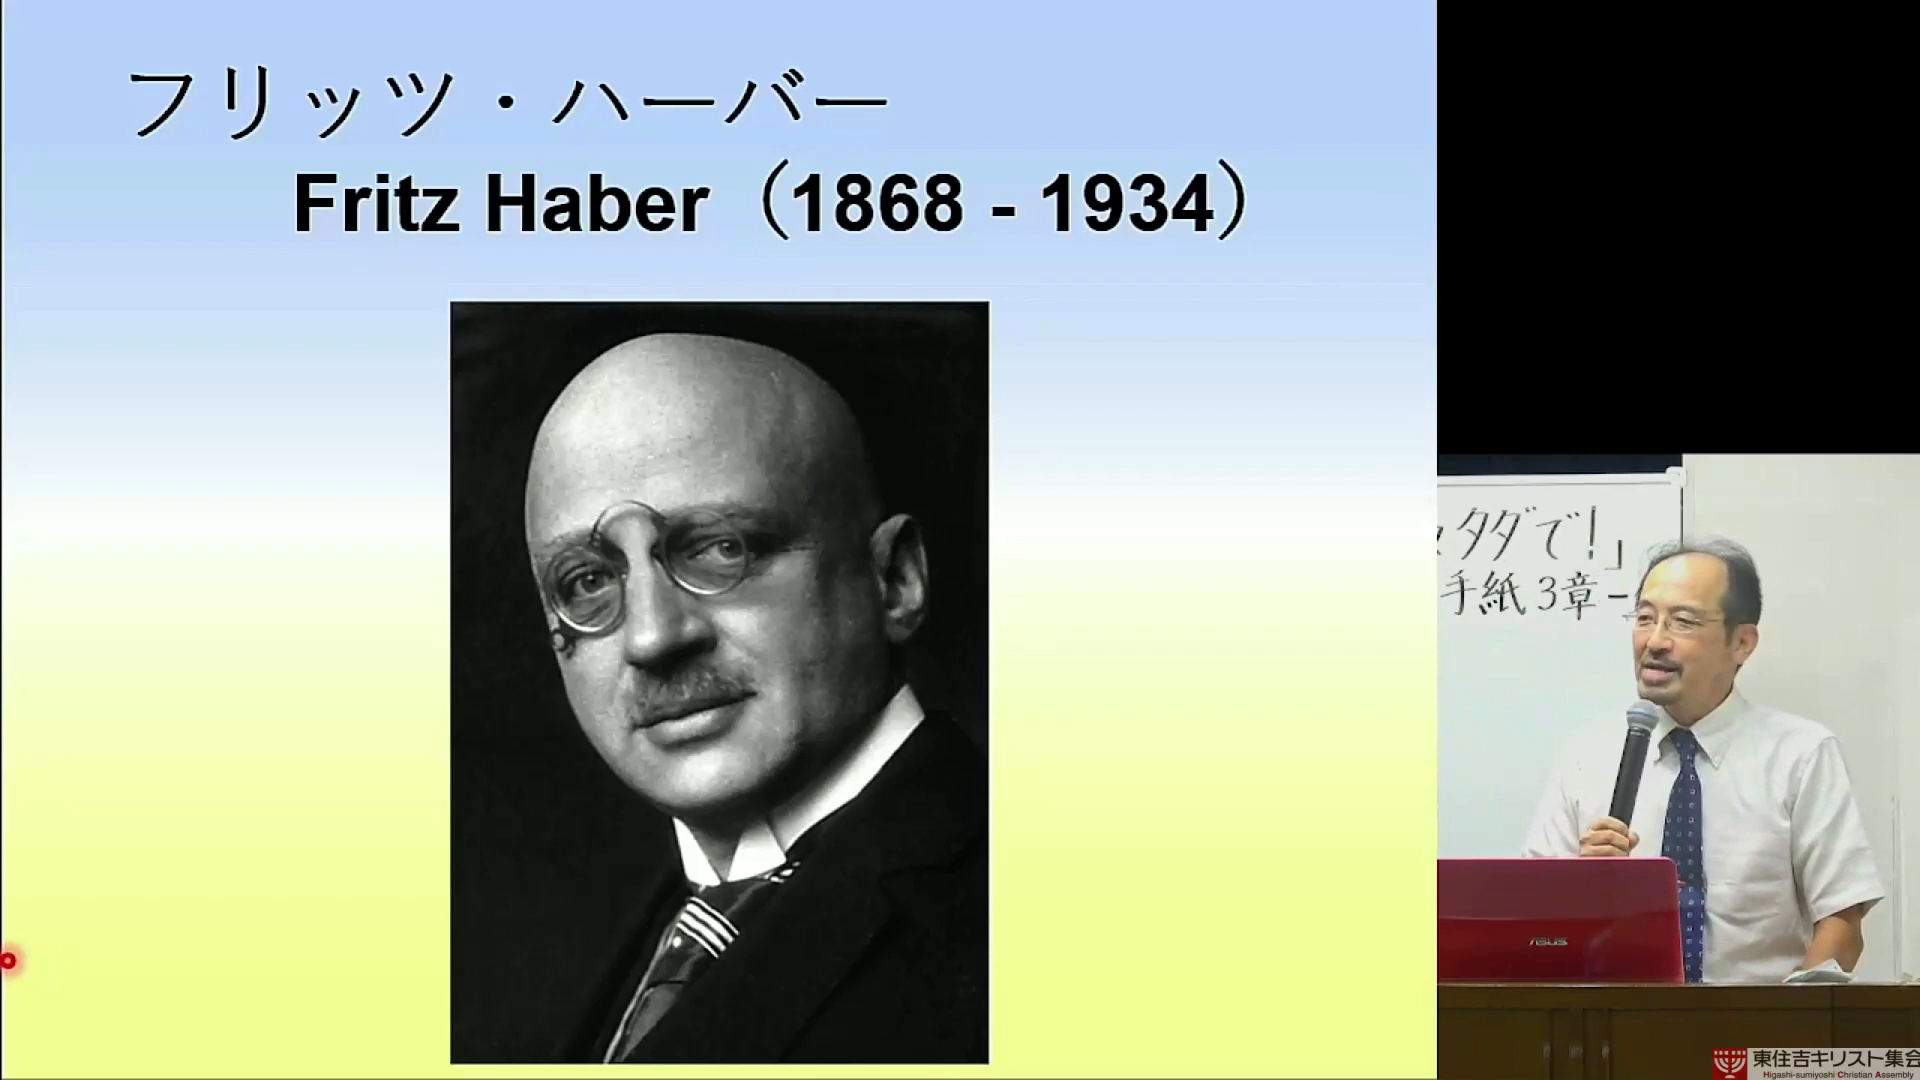 フリッツ・ハーバー
Fritz Haber（1868 - 1934）
タダで！」
手紙 3章
ASUS
東住吉キリスト集会
Higashi-sumiyoshi Christian Assembly